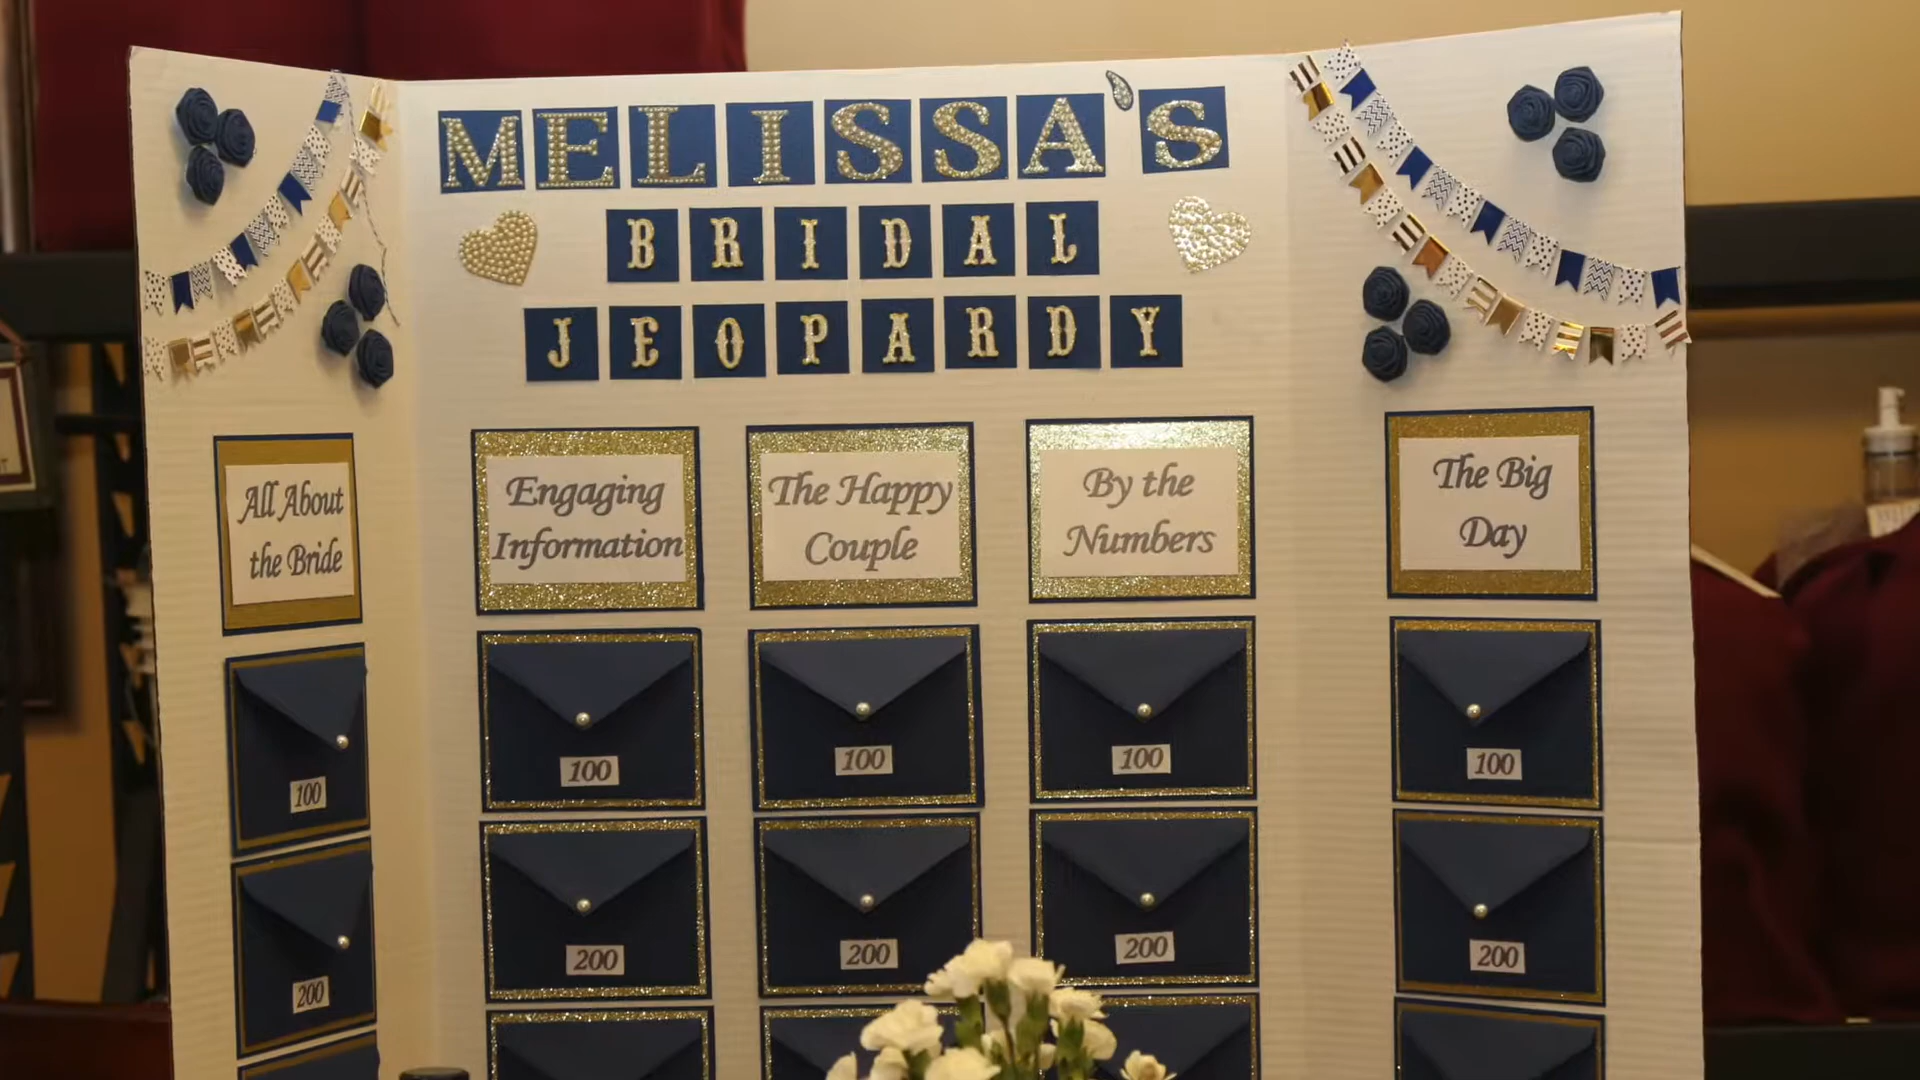 MELISSA'S
BRIDAL
JEOPARDY
All About
the Bride
Engaging
Information
The Happy
Couple
By the
Numbers
The Big
Day
100
100
100
100
100
200
200
200
200
200